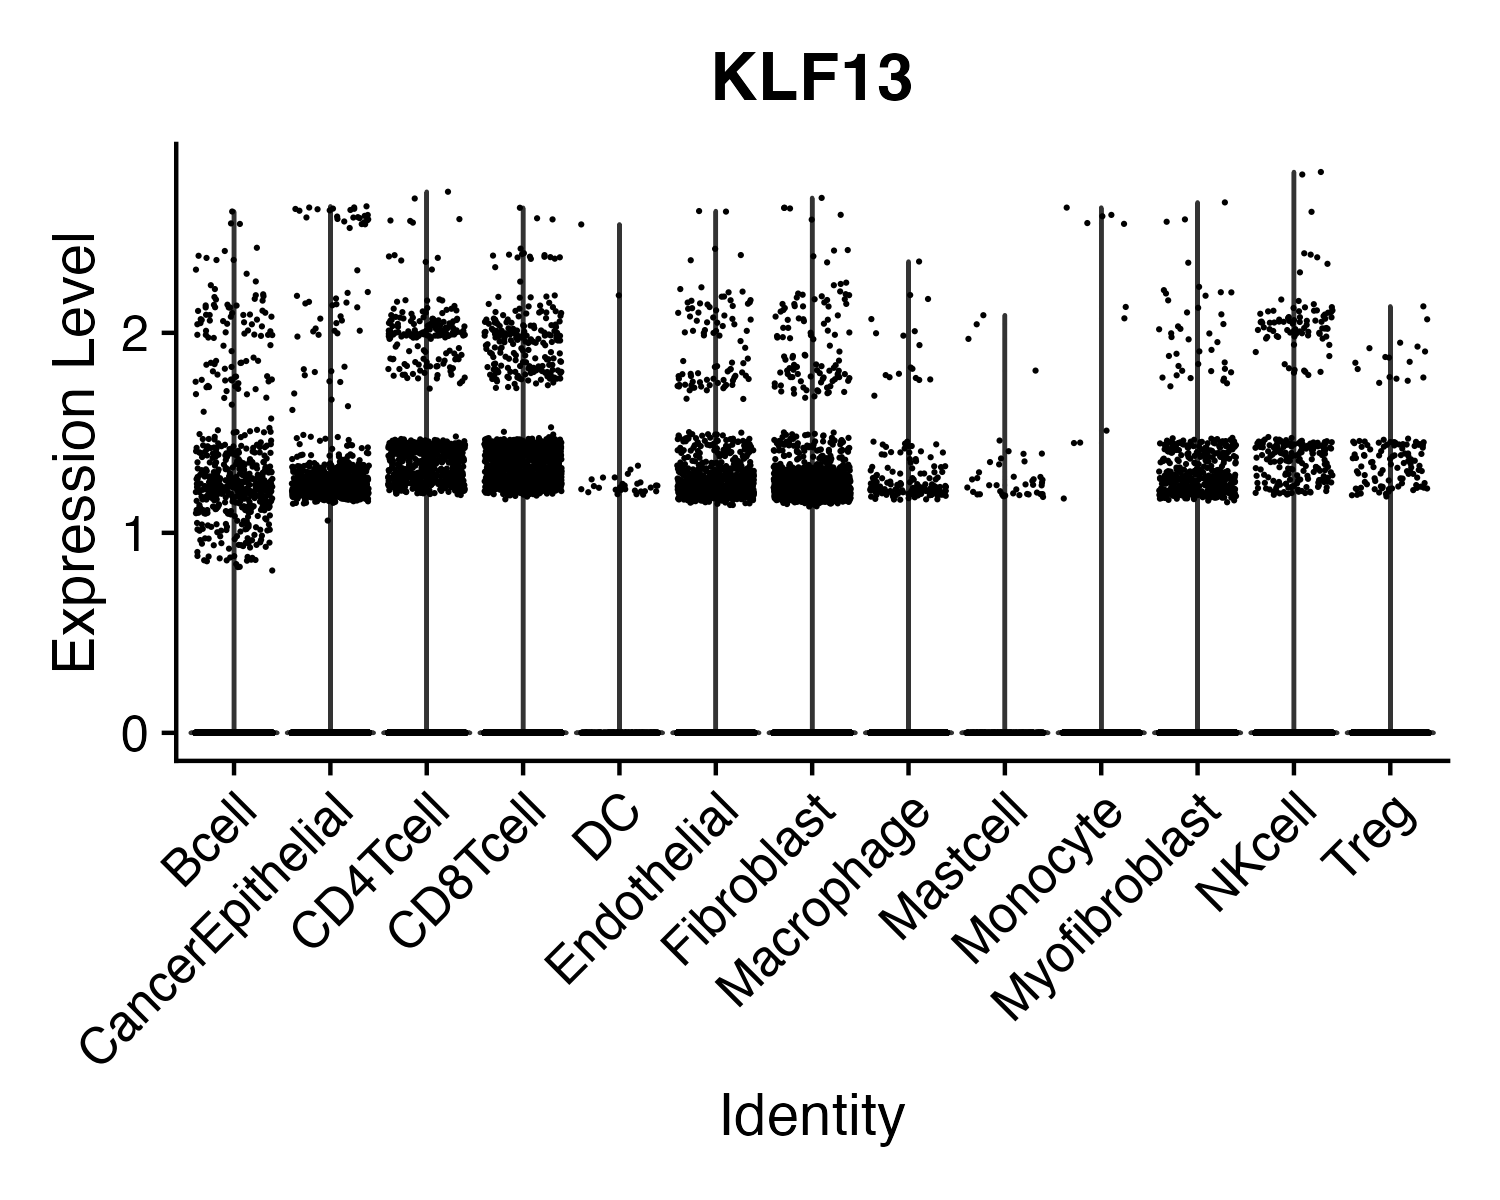 KLF13
Expression Level
2
1
0
Bcell
CancerEpithelial
CD4Tcell
CD8Tcell
DC
Endothelial
Fibroblast
Macrophage
Mastcell
Monocyte
Myofibroblast
NKcell
Treg
Identity